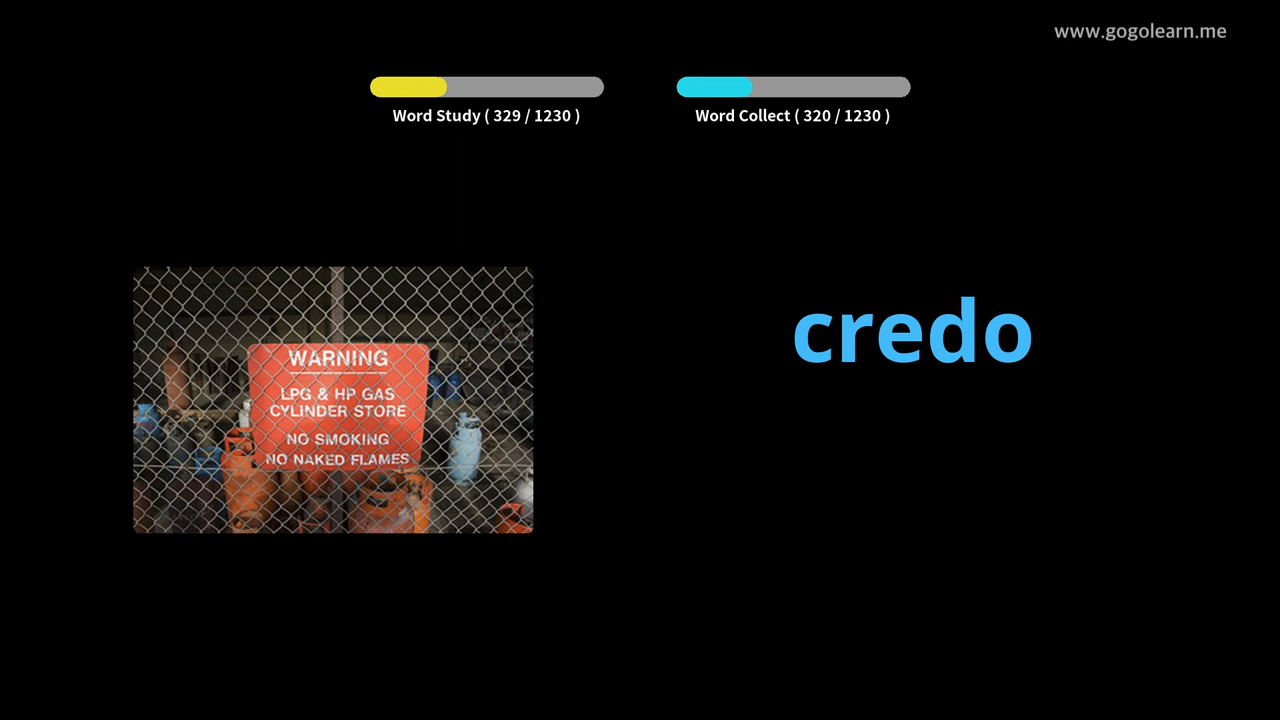 www.gogolearn.me
Word Study ( 329 / 1230 )
Word Collect ( 320 / 1230 )
WARNING
LPG & HP GAS
CYLINDER STORE
NO SMOKING
NO NAKED FLAMES
credo